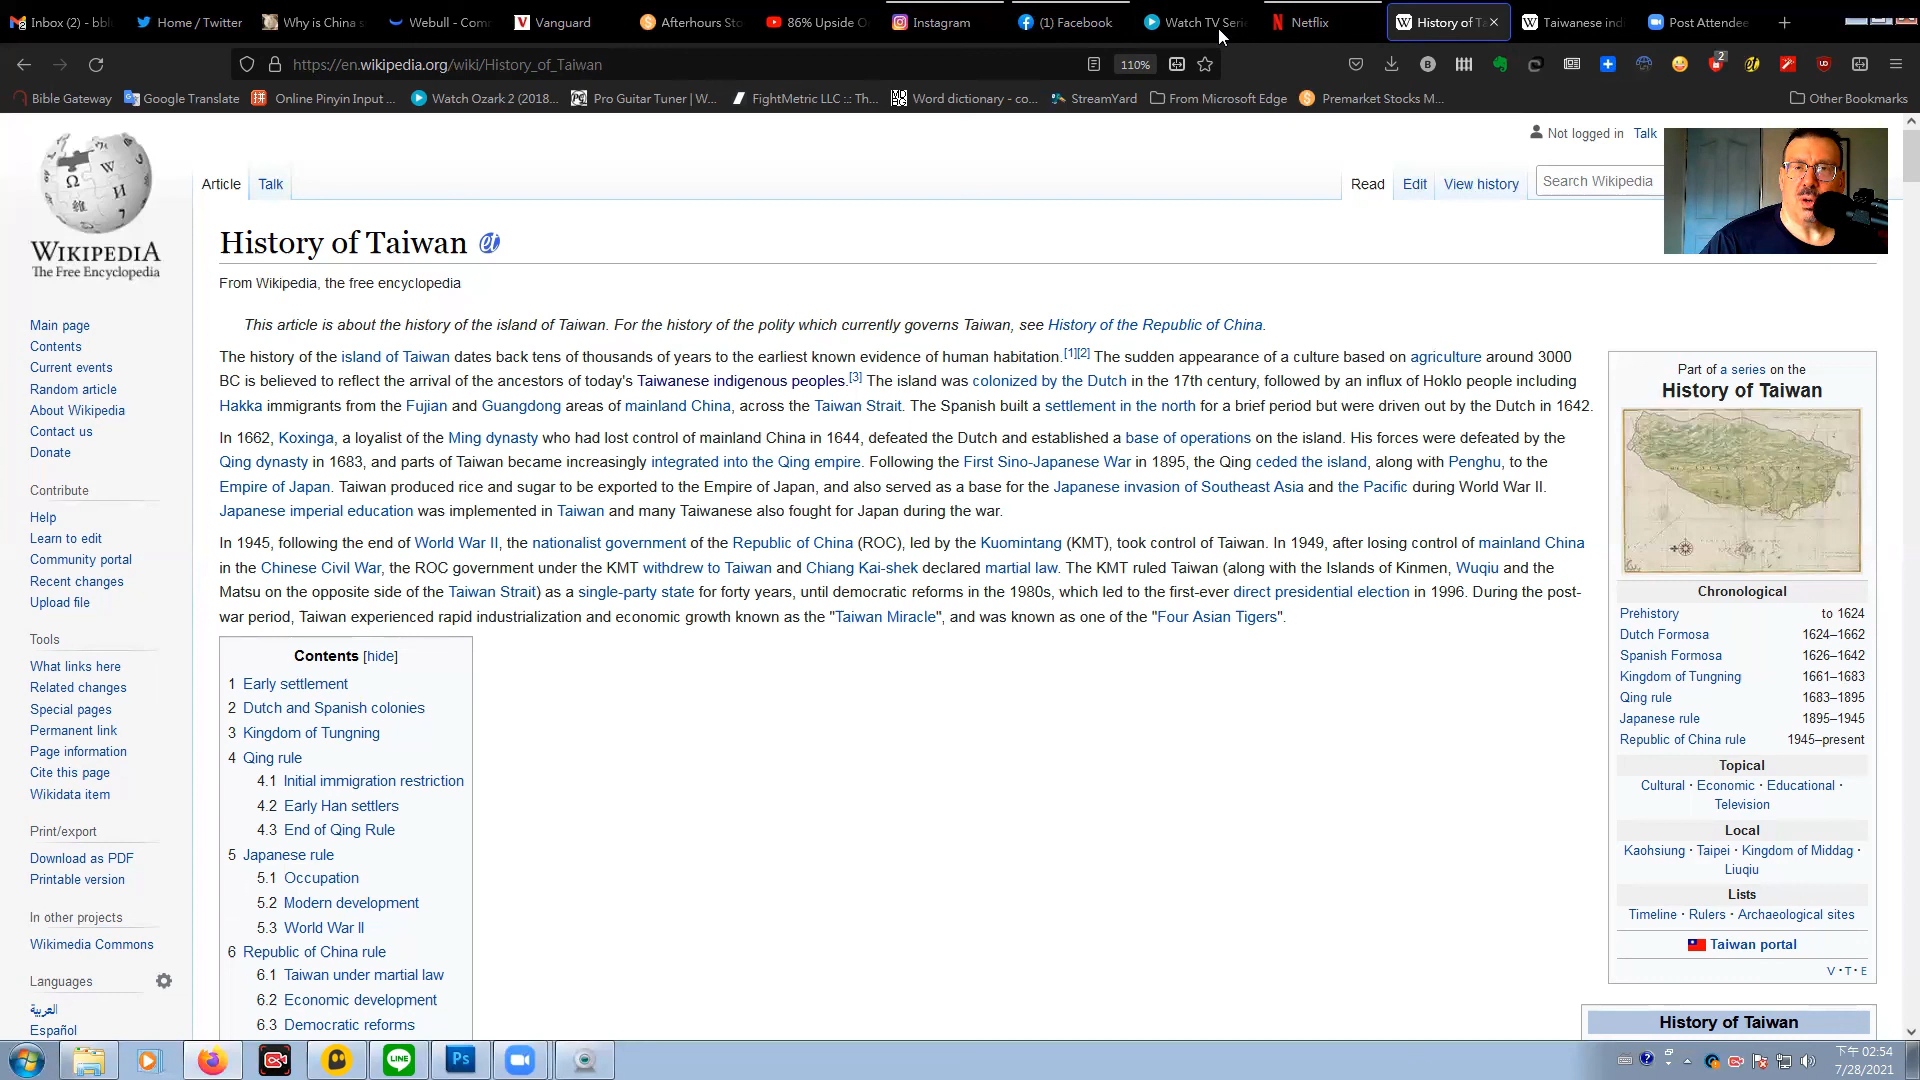 Inbox (2) - bbl
Home / Twitter
Why is China s
Webull - Com
Vanguard
Afterhours Sto
86% Upside O
Instagram
(1) Facebook
Watch TV Seri
Netflix
History of Ta
Taiwanese indi
Post Attendee
https://en.wikipedia.org/wiki/History_of_Taiwan
110%
2
Bible Gateway
Google Translate
Online Pinyin Input ...
Watch Ozark 2 (2018...
Pro Guitar Tuner | W...
FightMetric LLC :: Th...
Word dictionary - co...
StreamYard
From Microsoft Edge
Premarket Stocks M...
Other Bookmarks
Not logged in Talk
Article Talk
Read Edit View history
Search Wikipedia
WIKIPEDIA
The Free Encyclopedia
Main page
Contents
Current events
Random article
About Wikipedia
Contact us
Donate
Contribute
Help
Learn to edit
Community portal
Recent changes
Upload file
Tools
What links here
Related changes
Special pages
Permanent link
Page information
Cite this page
Wikidata item
Print/export
Download as PDF
Printable version
In other projects
Wikimedia Commons
Languages
العربية
Español
History of Taiwan
From Wikipedia, the free encyclopedia
This article is about the history of the island of Taiwan. For the history of the polity which currently governs Taiwan, see History of the Republic of China.
The history of the island of Taiwan dates back tens of thousands of years to the earliest known evidence of human habitation.[1][2] The sudden appearance of a culture based on agriculture around 3000
BC is believed to reflect the arrival of the ancestors of today's Taiwanese indigenous peoples.[3] The island was colonized by the Dutch in the 17th century, followed by an influx of Hoklo people including
Hakka immigrants from the Fujian and Guangdong areas of mainland China, across the Taiwan Strait. The Spanish built a settlement in the north for a brief period but were driven out by the Dutch in 1642.
In 1662, Koxinga, a loyalist of the Ming dynasty who had lost control of mainland China in 1644, defeated the Dutch and established a base of operations on the island. His forces were defeated by the
Qing dynasty in 1683, and parts of Taiwan became increasingly integrated into the Qing empire. Following the First Sino-Japanese War in 1895, the Qing ceded the island, along with Penghu, to the
Empire of Japan. Taiwan produced rice and sugar to be exported to the Empire of Japan, and also served as a base for the Japanese invasion of Southeast Asia and the Pacific during World War II.
Japanese imperial education was implemented in Taiwan and many Taiwanese also fought for Japan during the war.
In 1945, following the end of World War II, the nationalist government of the Republic of China (ROC), led by the Kuomintang (KMT), took control of Taiwan. In 1949, after losing control of mainland China
in the Chinese Civil War, the ROC government under the KMT withdrew to Taiwan and Chiang Kai-shek declared martial law. The KMT ruled Taiwan (along with the Islands of Kinmen, Wuqiu and the
Matsu on the opposite side of the Taiwan Strait) as a single-party state for forty years, until democratic reforms in the 1980s, which led to the first-ever direct presidential election in 1996. During the post-
war period, Taiwan experienced rapid industrialization and economic growth known as the "Taiwan Miracle", and was known as one of the "Four Asian Tigers".
Contents [hide]
1 Early settlement
2 Dutch and Spanish colonies
3 Kingdom of Tungning
4 Qing rule
4.1 Initial immigration restriction
4.2 Early Han settlers
4.3 End of Qing Rule
5 Japanese rule
5.1 Occupation
5.2 Modern development
5.3 World War II
6 Republic of China rule
6.1 Taiwan under martial law
6.2 Economic development
6.3 Democratic reforms
Part of a series on the
History of Taiwan
Chronological
Prehistory to 1624
Dutch Formosa 1624–1662
Spanish Formosa 1626–1642
Kingdom of Tungning 1661–1683
Qing rule 1683–1895
Japanese rule 1895–1945
Republic of China rule 1945–present
Topical
Cultural · Economic · Educational ·
Television
Local
Kaohsiung · Taipei · Kingdom of Middag ·
Liuqiu
Lists
Timeline · Rulers · Archaeological sites
Taiwan portal
V · T · E
History of Taiwan
LINE
Ps
下午 02:54
7/28/2021